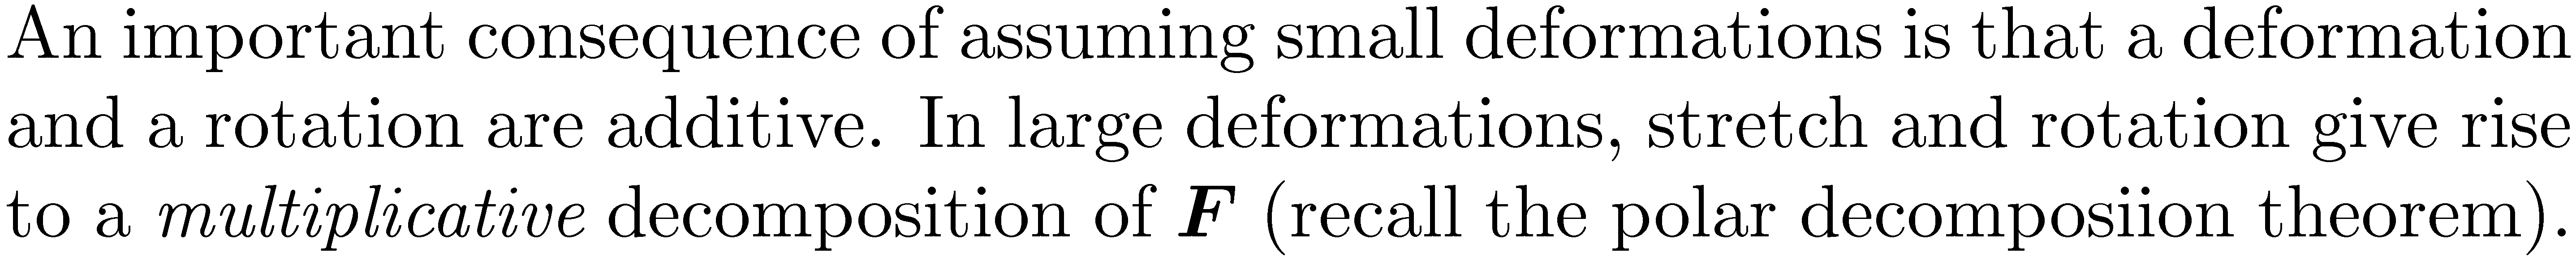 An important consequence of assuming small deformations is that a deformation
and a rotation are additive. In large deformations, stretch and rotation give rise
to a multiplicative decomposition of F (recall the polar decomposiion theorem).